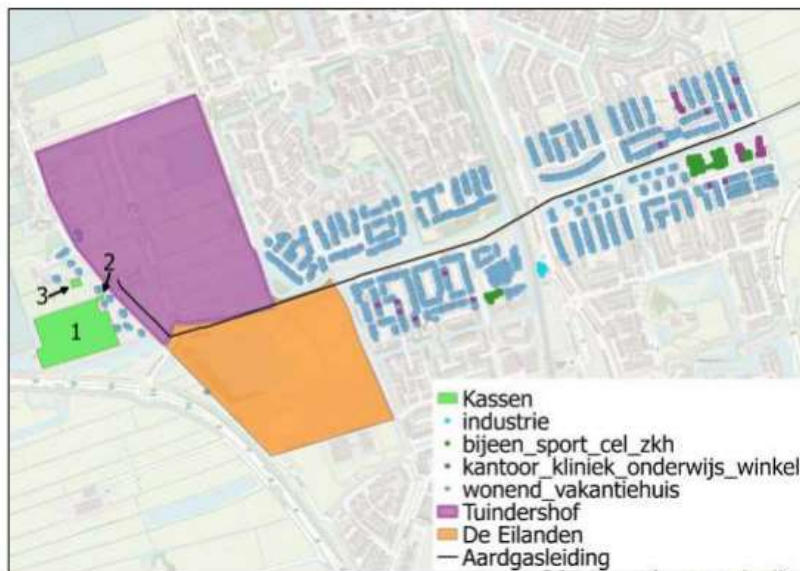 2
3
1
Kassen
industrie
bijeen_sport_cel_zkh
kantoor_kliniek_onderwijs_winkel
wonend_vakantiehuis
Tuindershof
De Eilanden
Aardgasleiding